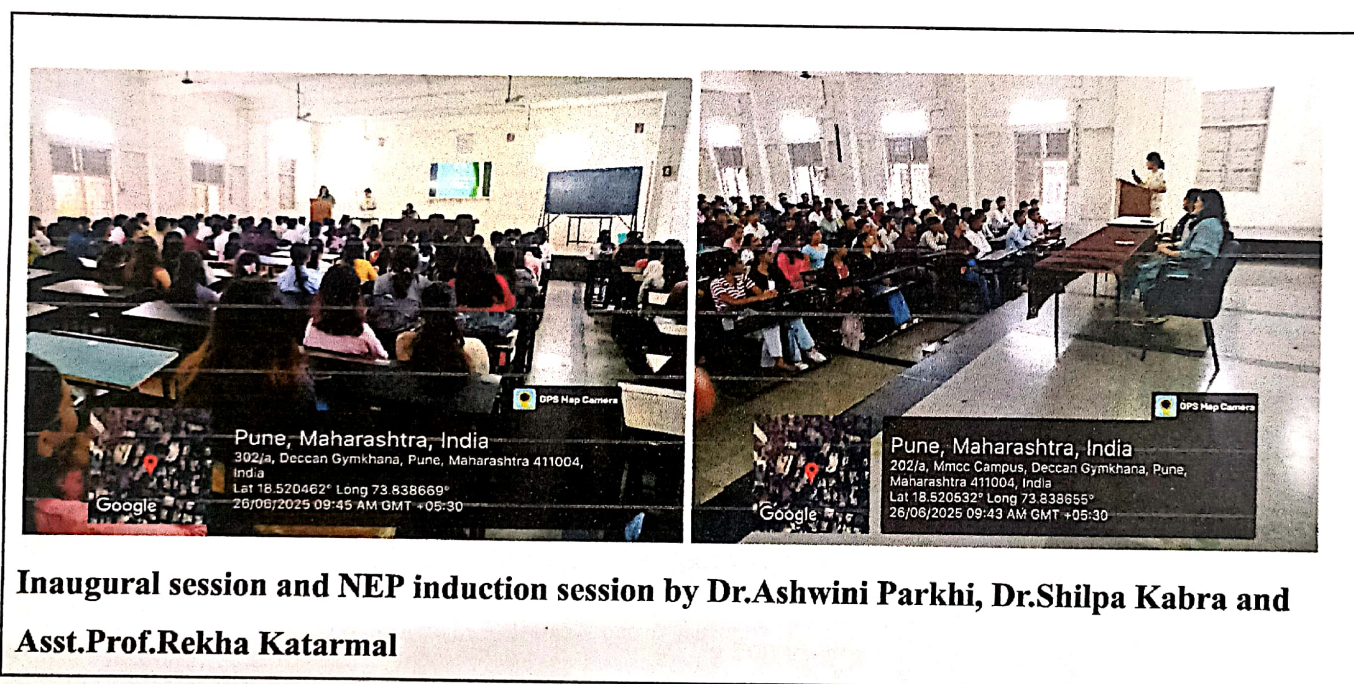 GPS Map Camera
Pune, Maharashtra, India
302/a, Deccan Gymkhana, Pune, Maharashtra 411004,
India
Lat 18.520462° Long 73.838669°
26/06/2025 09:45 AM GMT +05:30
Google
GPS Map Camera
Pune, Maharashtra, India
202/a, Mmcc Campus, Deccan Gymkhana, Pune,
Maharashtra 411004, India
Lat 18.520532° Long 73.838655°
26/06/2025 09:43 AM GMT +05:30
Google
Inaugural session and NEP induction session by Dr.Ashwini Parkhi, Dr.Shilpa Kabra and
Asst.Prof.Rekha Katarmal